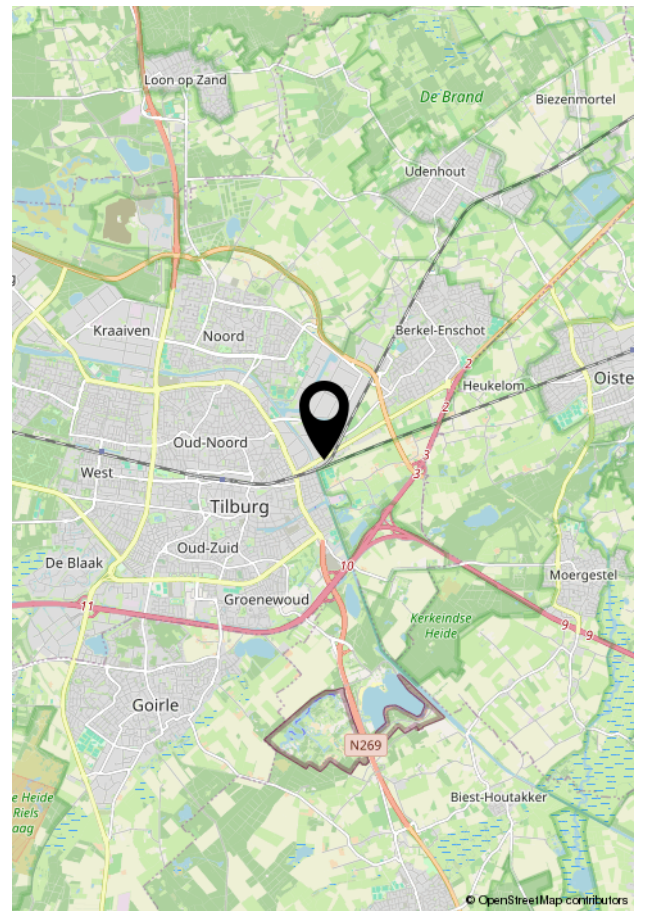 Loon op Zand
De Brand
Biezenmortel
Udenhout
Kraaiven
Noord
Berkel-Enschot
2
Heukelom
Oiste
2
Oud-Noord
3
West
3
Tilburg
Oud-Zuid
De Blaak
10
Moergestel
Groenewoud
11
Kerkeindse
Heide
9
9
Goirle
N269
e Heide
Riels
aag
Biest-Houtakker
© OpenStreetMap contributors